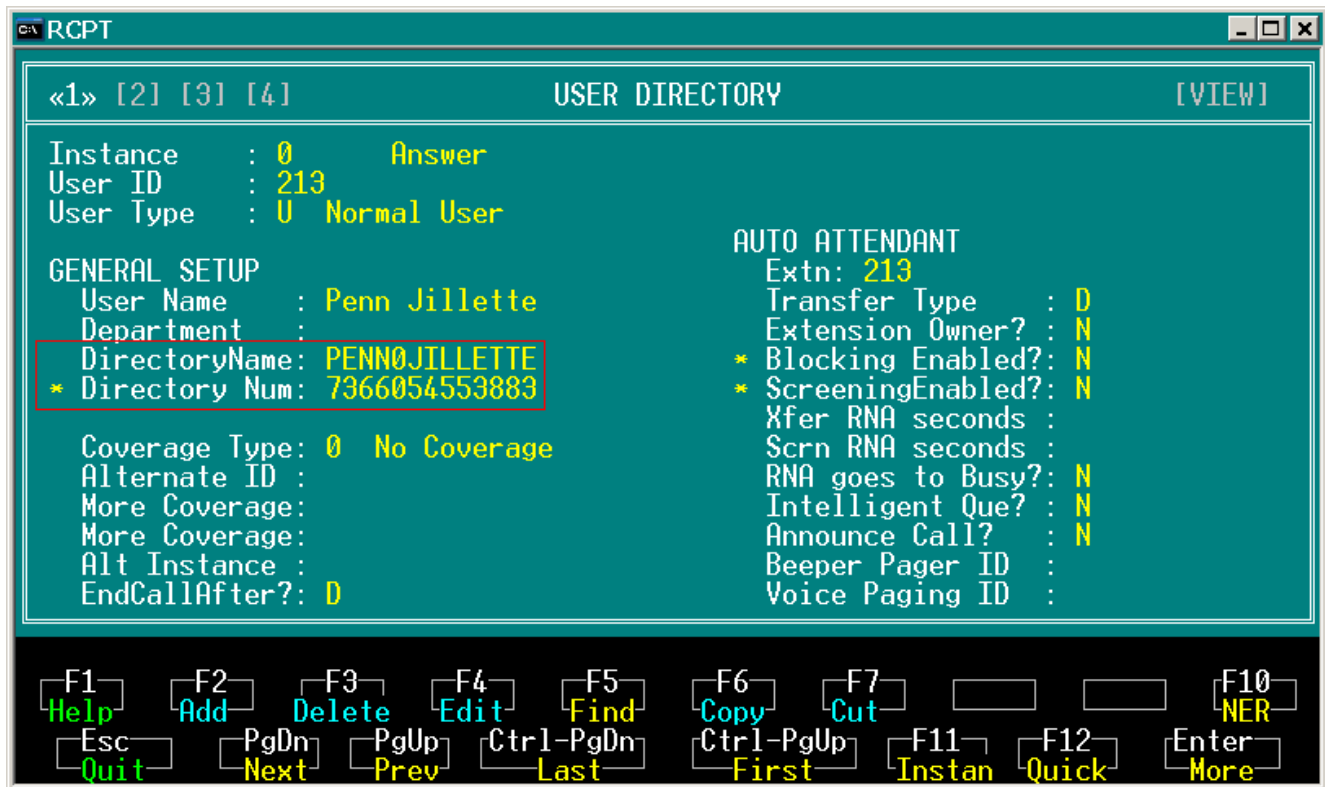 RCPT
«1» [2] [3] [4] USER DIRECTORY [VIEW]
Instance : 0 Answer
User ID : 213
User Type : U Normal User
GENERAL SETUP
User Name : Penn Jillette
Department :
DirectoryName: PENN0JILLETTE
* Directory Num: 7366054553883
Coverage Type: 0 No Coverage
Alternate ID :
More Coverage:
More Coverage:
Alt Instance :
EndCallAfter?: D
AUTO ATTENDANT
Extn: 213
Transfer Type : D
Extension Owner? : N
* Blocking Enabled?: N
* ScreeningEnabled?: N
Xfer RNA seconds :
Scrn RNA seconds :
RNA goes to Busy?: N
Intelligent Que? : N
Announce Call? : N
Beeper Pager ID :
Voice Paging ID :
F1 F2 F3 F4 F5 F6 F7 F10
Help Add Delete Edit Find Copy Cut NER
Esc PgDn PgUp Ctrl-PgDn Ctrl-PgUp F11 F12 Enter
Quit Next Prev Last First Instan Quick More